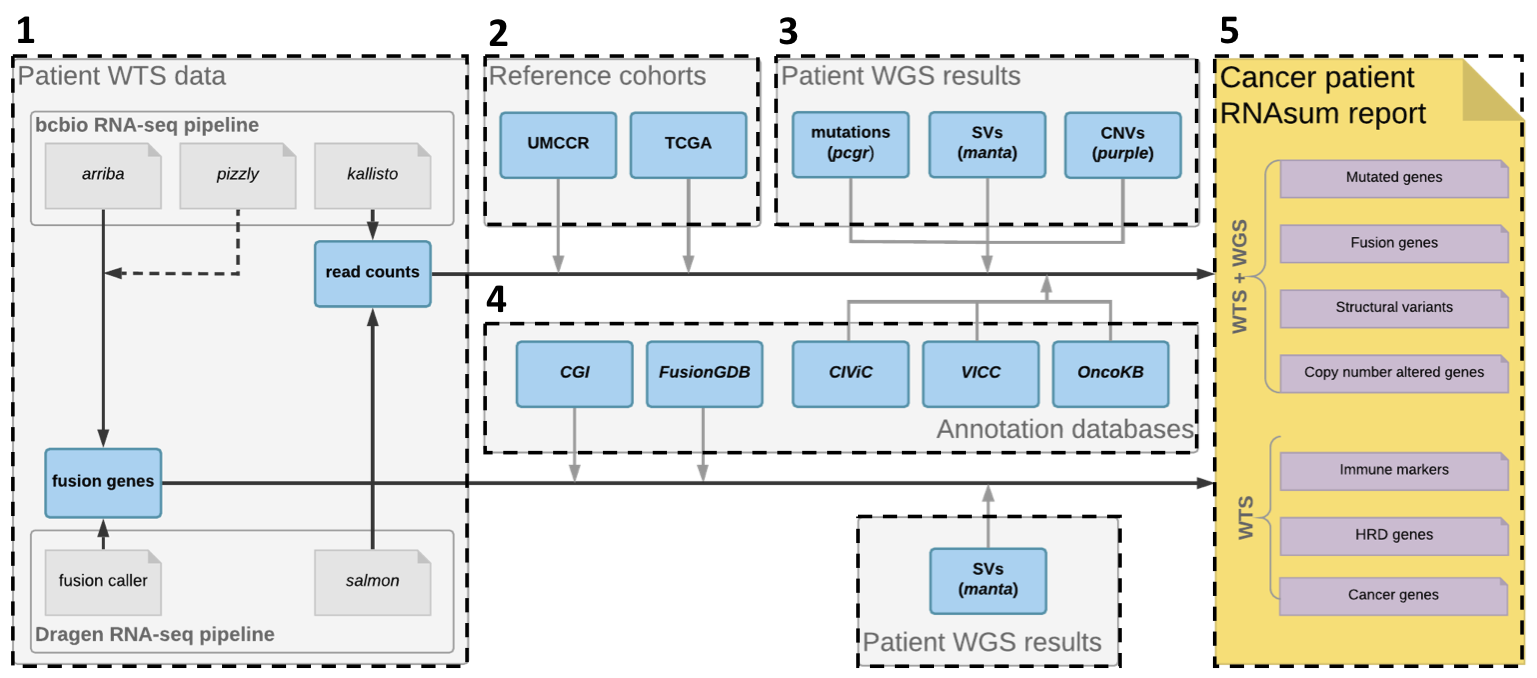 1
Patient WTS data
bcbio RNA-seq pipeline
arriba
pizzly
kallisto
read counts
fusion genes
fusion caller
salmon
Dragen RNA-seq pipeline
2
Reference cohorts
UMCCR
TCGA
3
Patient WGS results
mutations
(pcgr)
SVs
(manta)
CNVs
(purple)
4
CGI
FusionGDB
CIViC
VICC
OncoKB
Annotation databases
SVs
(manta)
Patient WGS results
5
Cancer patient
RNAsum report
WTS + WGS
Mutated genes
Fusion genes
Structural variants
Copy number altered genes
WTS
Immune markers
HRD genes
Cancer genes